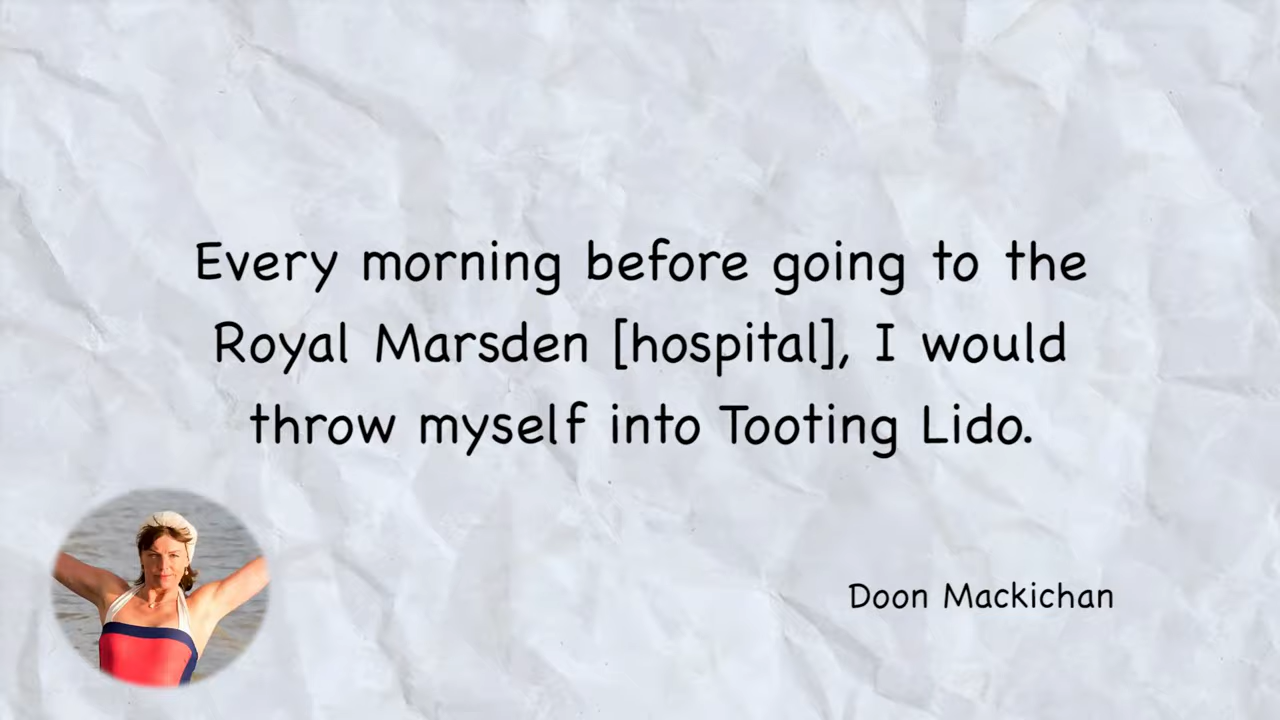 Every morning before going to the
Royal Marsden [hospital], I would
throw myself into Tooting Lido.
Doon Mackichan